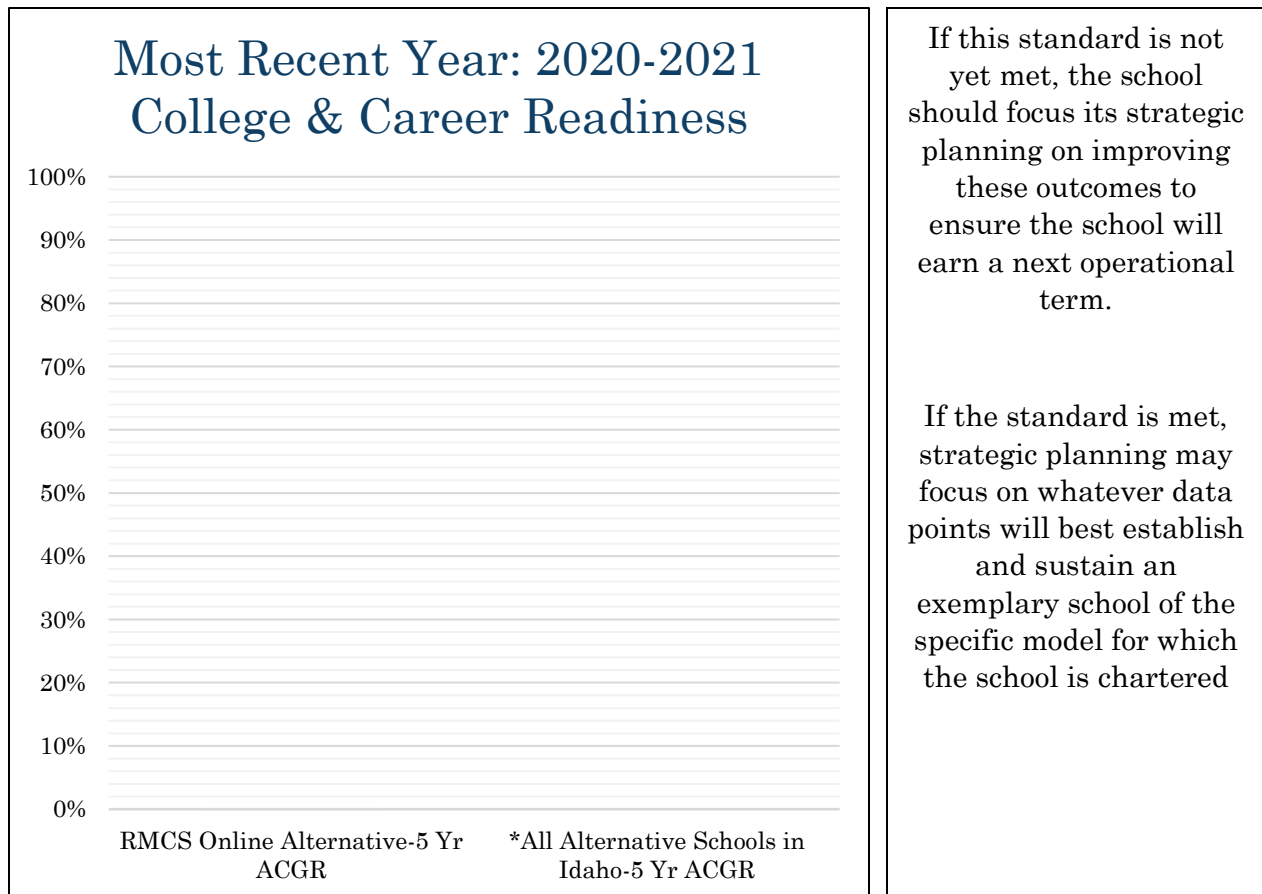 Most Recent Year: 2020-2021
College & Career Readiness
100%
90%
80%
70%
60%
50%
40%
30%
20%
10%
0%
RMCS Online Alternative-5 Yr
ACGR
*All Alternative Schools in
Idaho-5 Yr ACGR
If this standard is not
yet met, the school
should focus its strategic
planning on improving
these outcomes to
ensure the school will
earn a next operational
term.
If the standard is met,
strategic planning may
focus on whatever data
points will best establish
and sustain an
exemplary school of the
specific model for which
the school is chartered